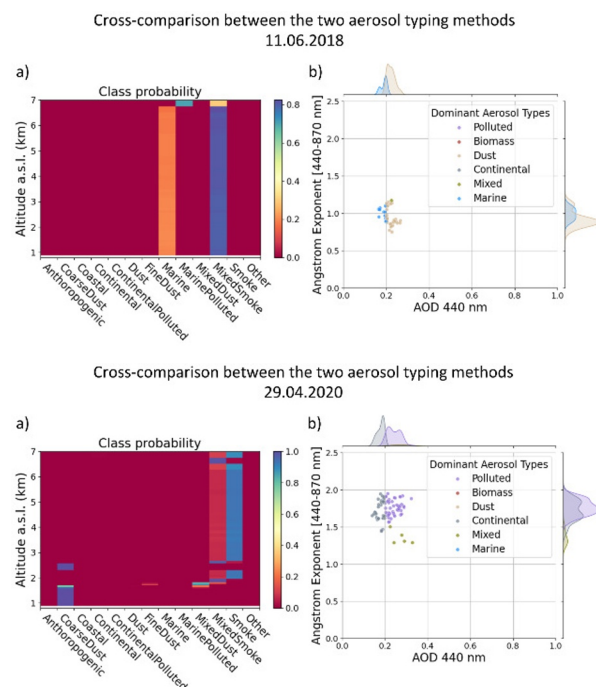 Cross-comparison between the two aerosol typing methods
11.06.2018
a)
Class probability
Altitude a.s.l. (km)
7
6
5
4
3
2
1
0.8
0.6
0.4
0.2
0.0
Anthoropogenic
CoarseDust
Coastal
Continental
ContinentalPolluted
Dust
FineDust
Marine
MarinePolluted
MixedDust
MixedSmoke
Smoke
Other
b)
Angstrom Exponent [440-870 nm]
2.5
2.0
1.5
1.0
0.5
0.0
Dominant Aerosol Types
Polluted
Biomass
Dust
Continental
Mixed
Marine
0.0
0.2
0.4
0.6
0.8
1.0
AOD 440 nm
Cross-comparison between the two aerosol typing methods
29.04.2020
a)
Class probability
Altitude a.s.l. (km)
7
6
5
4
3
2
1
1.0
0.8
0.6
0.4
0.2
0.0
Anthoropogenic
CoarseDust
Coastal
Continental
ContinentalPolluted
Dust
FineDust
Marine
MarinePolluted
MixedDust
MixedSmoke
Smoke
Other
b)
Angstrom Exponent [440-870 nm]
2.5
2.0
1.5
1.0
0.5
0.0
Dominant Aerosol Types
Polluted
Biomass
Dust
Continental
Mixed
Marine
0.0
0.2
0.4
0.6
0.8
1.0
AOD 440 nm